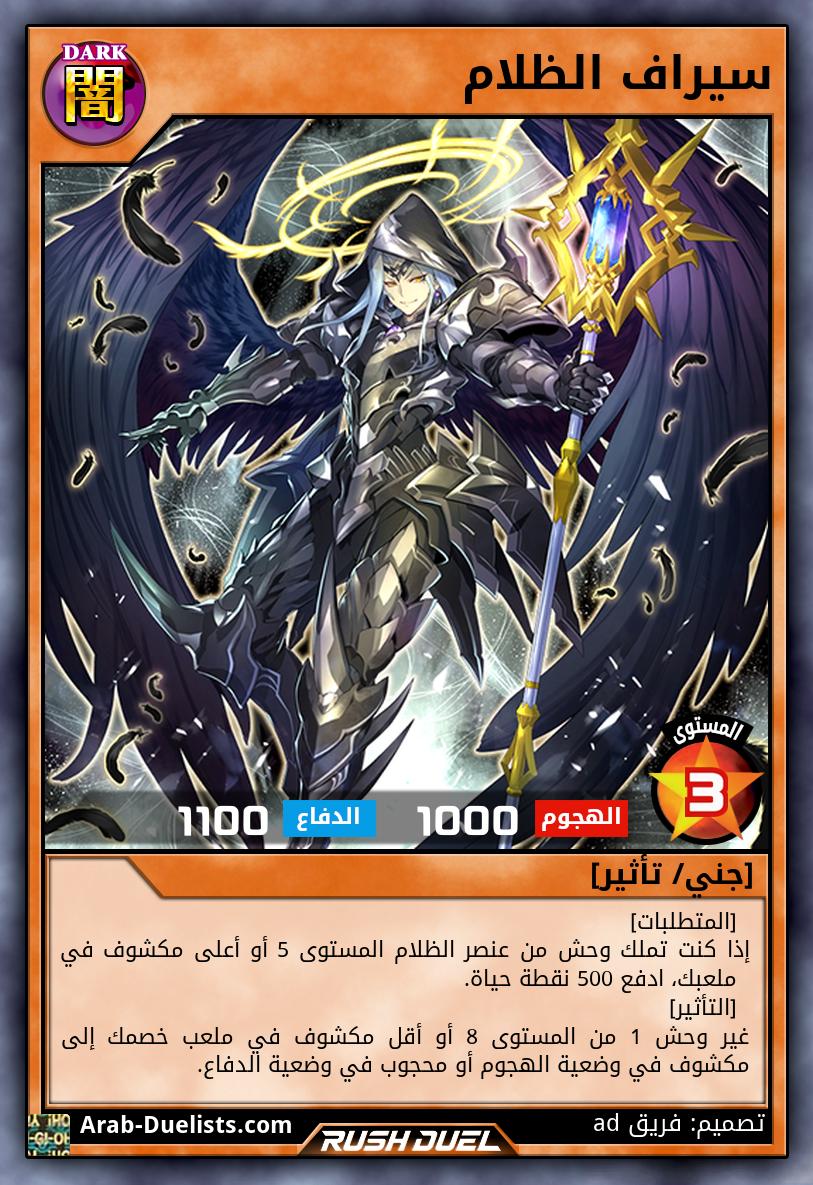 DARK
闇
سيراف الظلام
المستوى
3
الهجوم 1000 الدفاع 1100
[جني/ تأثير]
[المتطلبات]
إذا كنت تملك وحش من عنصر الظلام المستوى 5 أو أعلى مكشوف في
ملعبك، ادفع 500 نقطة حياة.
[التأثير]
غير وحش 1 من المستوى 8 أو أقل مكشوف في ملعب خصمك إلى
مكشوف في وضعية الهجوم أو محجوب في وضعية الدفاع.
تصميم: فريق ad
RUSH DUEL
Arab-Duelists.com